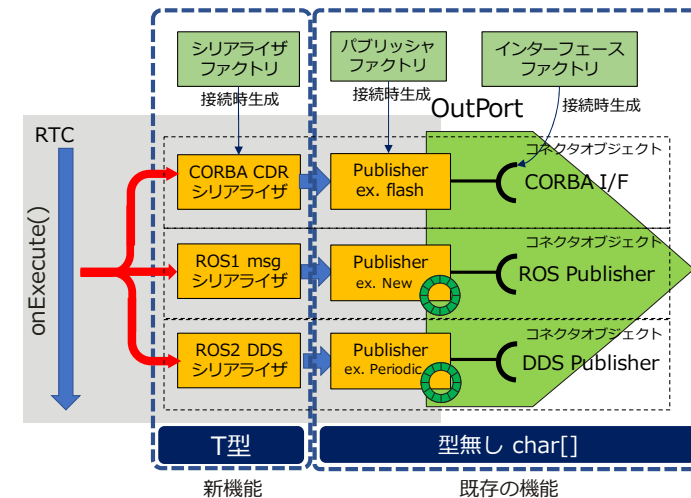 シリアライザ
ファクトリ
パブリッシャ
ファクトリ
インターフェース
ファクトリ
接続時生成
接続時生成
接続時生成
OutPort
RTC
onExecute()
コネクタオブジェクト
CORBA CDR
シリアライザ
Publisher
ex. flash
CORBA I/F
コネクタオブジェクト
ROS1 msg
シリアライザ
Publisher
ex. New
ROS Publisher
コネクタオブジェクト
ROS2 DDS
シリアライザ
Publisher
ex. Periodic
DDS Publisher
T型
型無し char[]
新機能
既存の機能